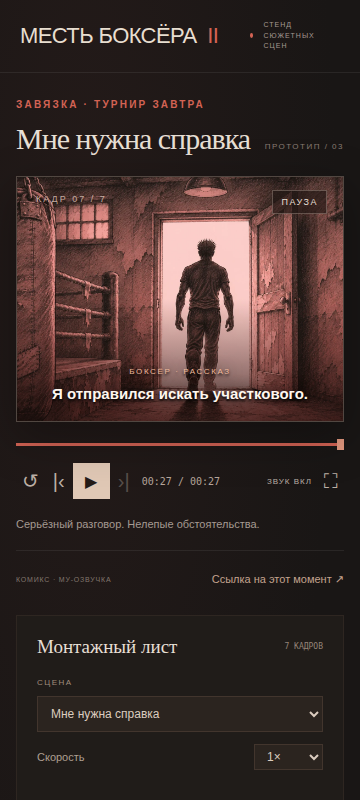 МЕСТЬ БОКСЁРА II
СТЕНД
СЮЖЕТНЫХ
СЦЕН
ЗАВЯЗКА · ТУРНИР ЗАВТРА
Мне нужна справка
ПРОТОТИП / 03
КАДР 07 / 7
ПАУЗА
БОКСЁР · РАССКАЗ
Я отправился искать участкового.
00:27 / 00:27
ЗВУК ВКЛ
Серьёзный разговор. Нелепые обстоятельства.
КОМИКС · MY-ОЗВУЧКА
Ссылка на этот момент ↗
Монтажный лист
7 КАДРОВ
СЦЕНА
Мне нужна справка
Скорость
1×